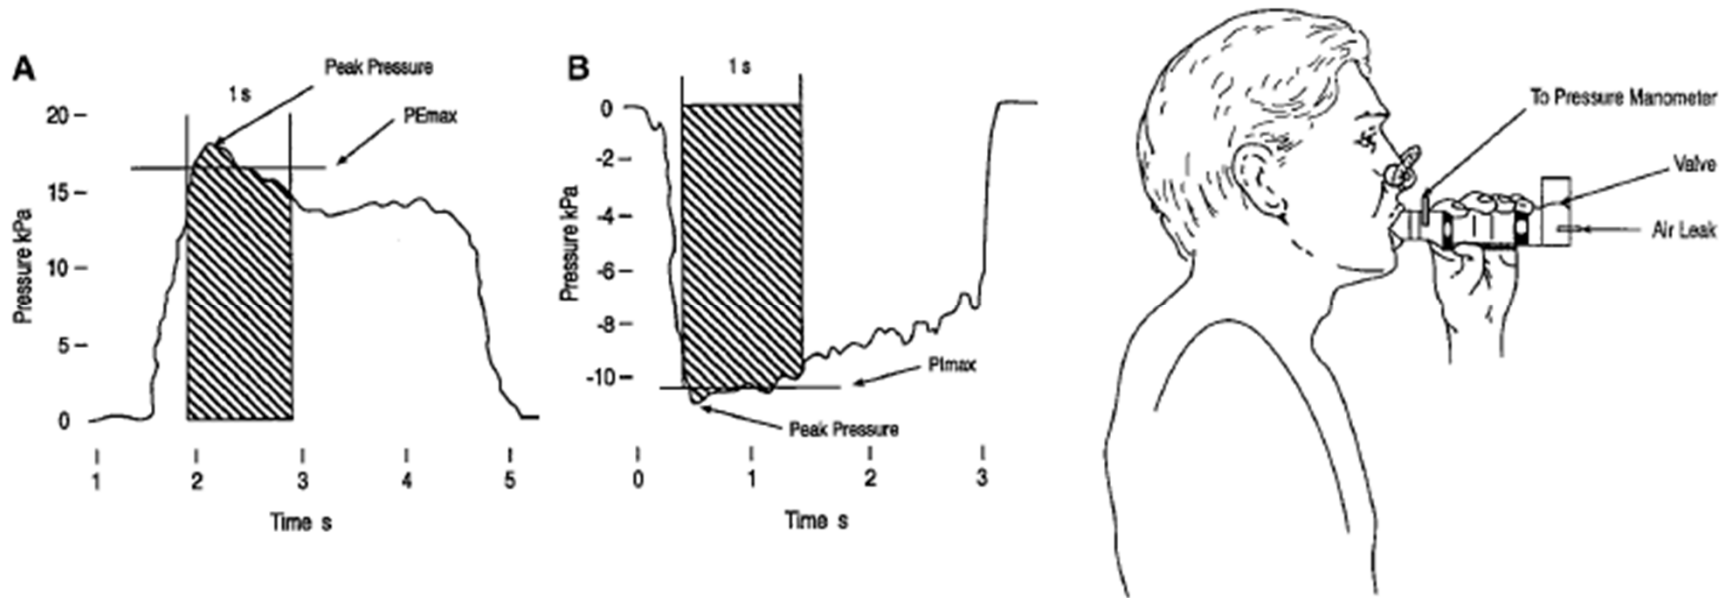 A
Peak Pressure
1 s
PEmax
20
15
10
5
0
Pressure kPa
1 2 3 4 5
Time s
B
1 s
0
-2
-4
-6
-8
-10
Pressure kPa
PImax
Peak Pressure
0 1 2 3
Time s
To Pressure Manometer
Valve
Air Leak